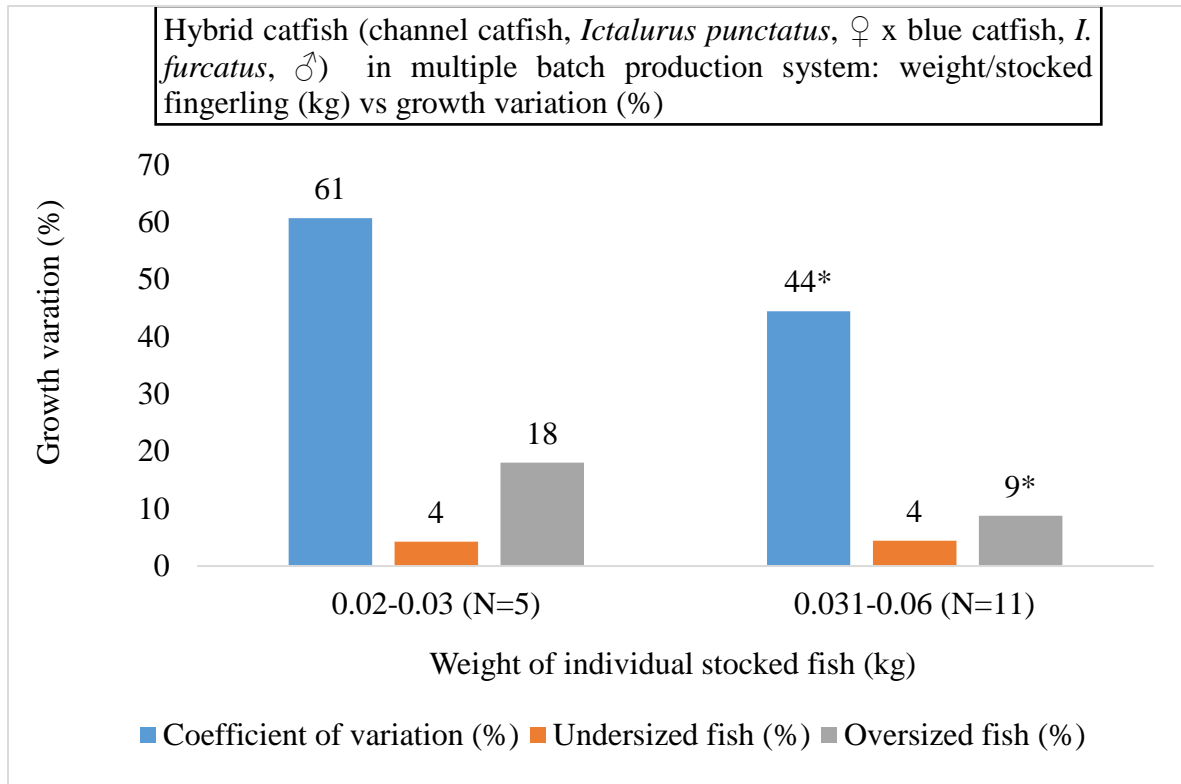 Hybrid catfish (channel catfish, Ictalurus punctatus, ♀ x blue catfish, I.
furcatus, ♂) in multiple batch production system: weight/stocked
fingerling (kg) vs growth variation (%)
Growth varation (%)
70
60
50
40
30
20
10
0
61
4
18
44*
4
9*
0.02-0.03 (N=5)
0.031-0.06 (N=11)
Weight of individual stocked fish (kg)
Coefficient of variation (%) Undersized fish (%) Oversized fish (%)